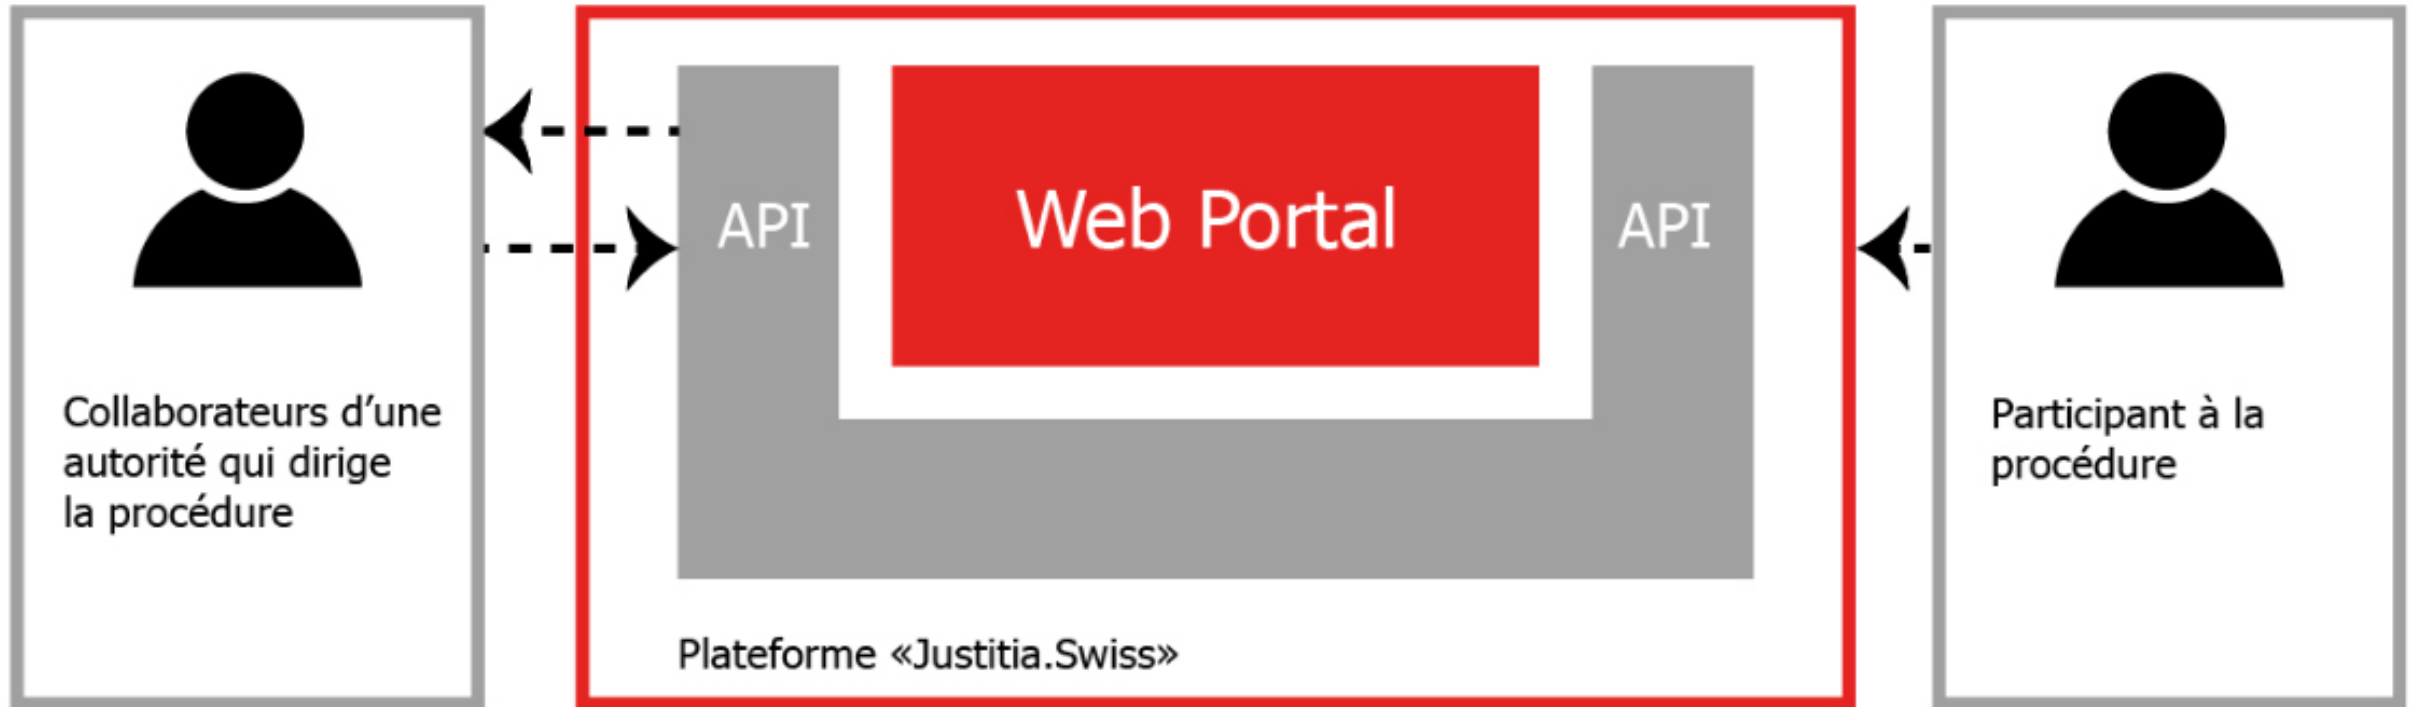 Collaborateurs d’une
autorité qui dirige
la procédure
API
Web Portal
API
Plateforme «Justitia.Swiss»
Participant à la
procédure